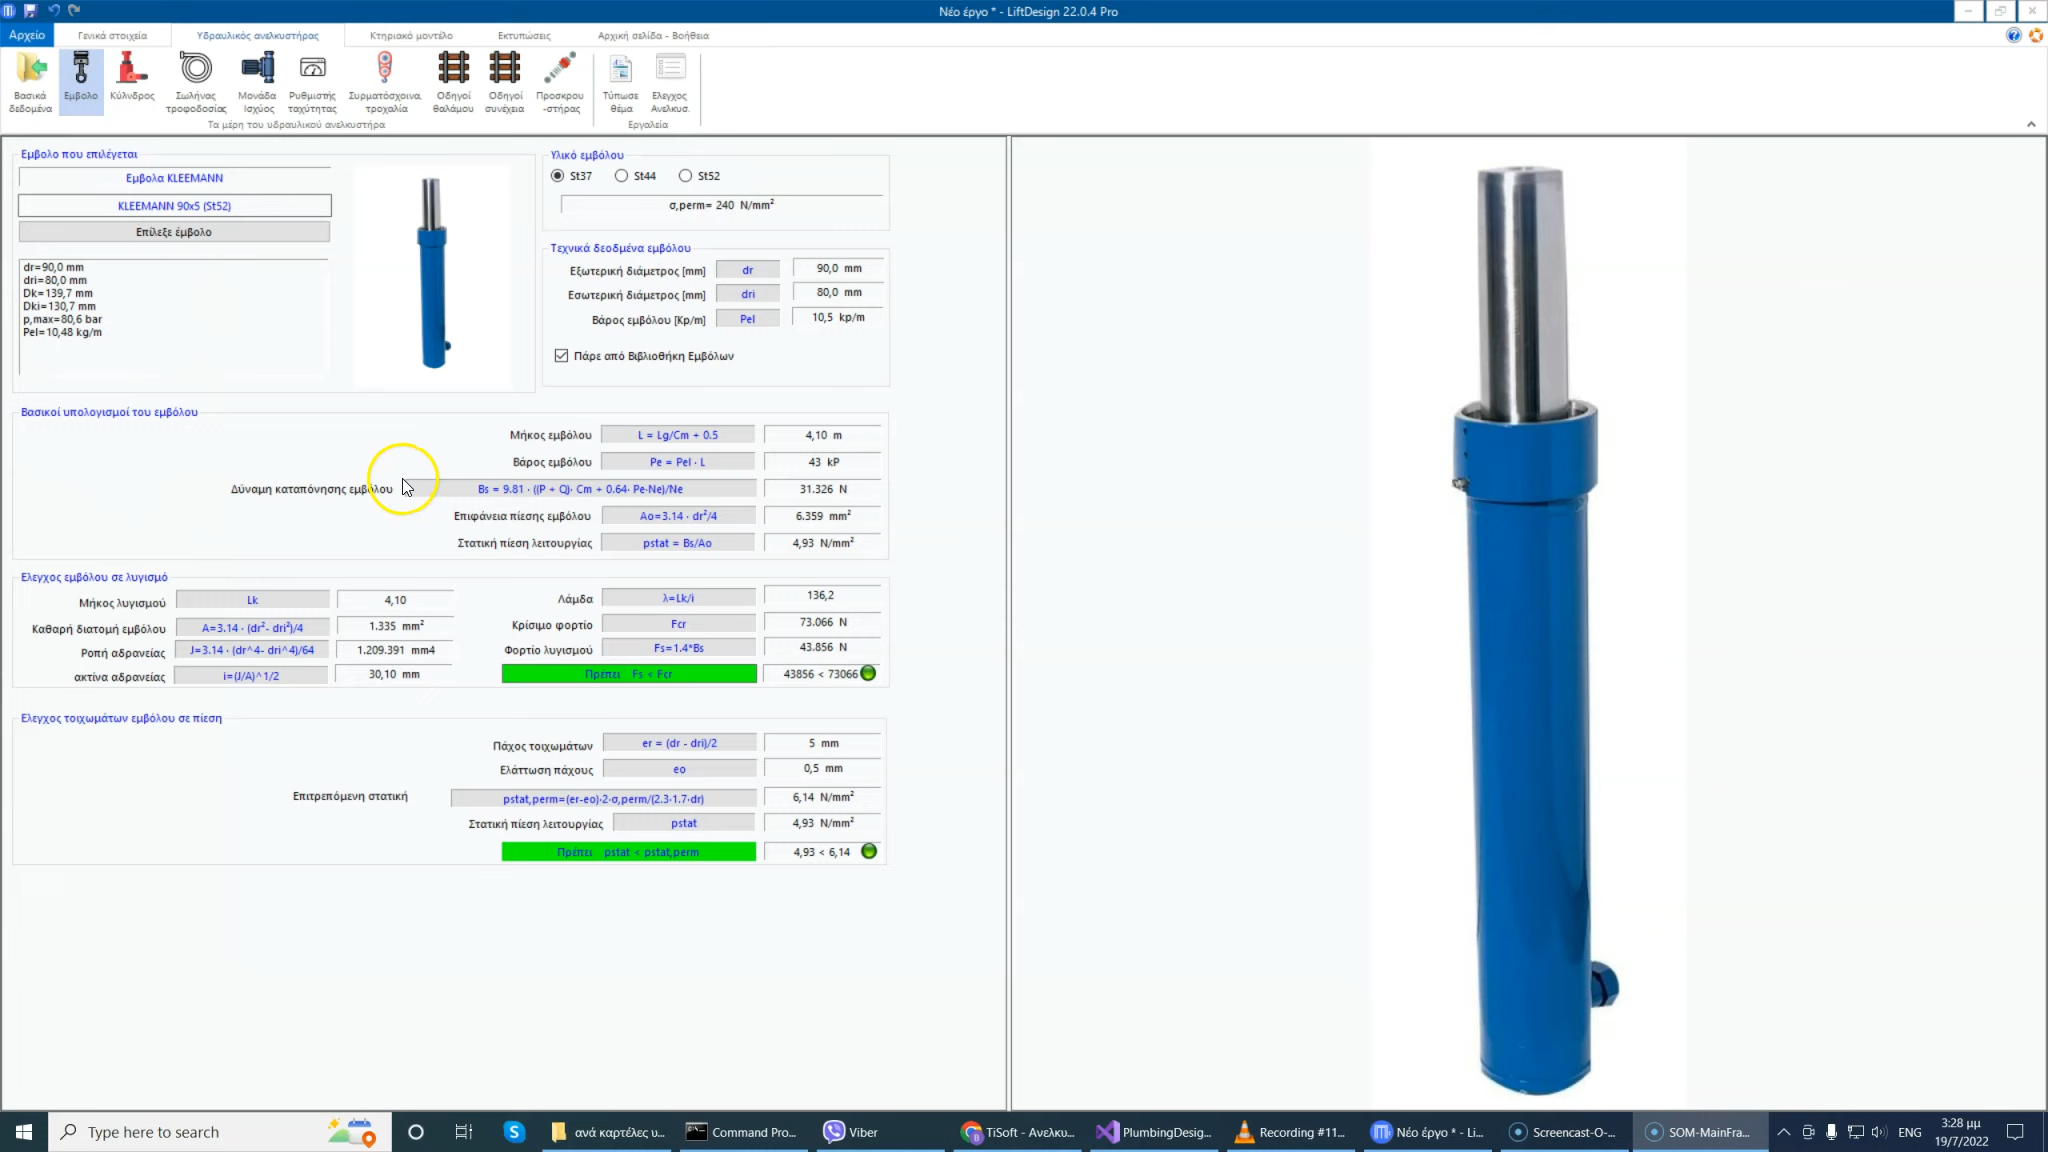 Νέο έργο * - LiftDesign 22.0.4 Pro
Αρχείο
Γενικά στοιχεία
Υδραυλικός ανελκυστήρας
Κτηριακό μοντέλο
Εκτυπώσεις
Αρχική σελίδα - Βοήθεια
Βασικά δεδομένα
Εμβολο
Κύλινδρος
Σωλήνας τροφοδοσίας
Μονάδα Ισχύος
Ρυθμιστής ταχύτητας
Συρματόσχοινα, τροχαλία
Οδηγοί θαλάμου
Οδηγοί συνέχεια
Προσκρου -στήρας
Τύπωσε θέμα
Ελεγχος Ανελκυσ.
Τα μέρη του υδραυλικού ανελκυστήρα
Εργαλεία
Εμβολο που επιλέγεται
Εμβολα KLEEMANN
KLEEMANN 90x5 (St52)
Επίλεξε έμβολο
dr=90,0 mm
dri=80,0 mm
Dk=139,7 mm
Dki=130,7 mm
p,max=80,6 bar
Pel=10,48 kg/m
Υλικό εμβόλου
St37 St44 St52
σ,perm= 240 N/mm²
Τεχνικά δεοδμένα εμβόλου
Εξωτερική διάμετρος [mm] dr 90,0 mm
Εσωτερική διάμετρος [mm] dri 80,0 mm
Βάρος εμβόλου [Kp/m] Pel 10,5 kp/m
Πάρε από Βιβλιοθήκη Εμβόλων
Βασικοί υπολογισμοί του εμβόλου
Μήκος εμβόλου L = Lg/Cm + 0.5 4,10 m
Βάρος εμβόλου Pe = Pel · L 43 kP
Δύναμη καταπόνησης εμβόλου Bs = 9.81 · ((P + Q)· Cm + 0.64· Pe·Ne)/Ne 31.326 N
Επιφάνεια πίεσης εμβόλου Ao=3.14 · dr²/4 6.359 mm²
Στατική πίεση λειτουργίας pstat = Bs/Ao 4,93 N/mm²
Ελεγχος εμβόλου σε λυγισμό
Μήκος λυγισμού Lk 4,10
Λάμδα λ=Lk/i 136,2
Καθαρή διατομή εμβόλου A=3.14 · (dr²- dri²)/4 1.335 mm²
Κρίσιμο φορτίο Fcr 73.066 N
Ροπή αδρανείας J=3.14 · (dr^4- dri^4)/64 1.209.391 mm4
Φορτίο λυγισμού Fs=1.4*Bs 43.856 N
ακτίνα αδρανείας i=(J/A)^1/2 30,10 mm
Πρέπει Fs < Fcr 43856 < 73066
Ελεγχος τοιχωμάτων εμβόλου σε πίεση
Πάχος τοιχωμάτων er = (dr - dri)/2 5 mm
Ελάττωση πάχους eo 0,5 mm
Επιτρεπόμενη στατική pstat,perm=(er-eo)·2·σ,perm/(2.3·1.7·dr) 6,14 N/mm²
Στατική πίεση λειτουργίας pstat 4,93 N/mm²
Πρέπει pstat < pstat,perm 4,93 < 6,14
Type here to search
ανά καρτέλες υ...
Command Pro...
Viber
TiSoft - Ανελκυ...
PlumbingDesig...
Recording #11...
Νέο έργο * - Li...
Screencast-O-...
SOM-MainFra...
ENG
3:28 μμ
19/7/2022